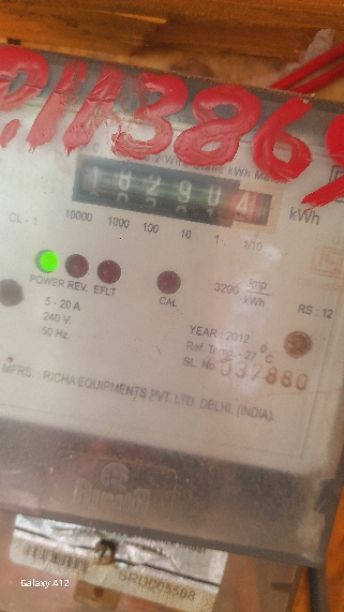 113869
18290 4
kWh
CL - 1 10000 1000 100 10 1 1/10
POWER REV. EFLT
CAL
3200 imp/kWh
5 - 20 A
240 V.
50 Hz.
RS : 12
YEAR : 2012
Ref. Temp. - 27 °C
SL. No. 037880
MFRS. : RICHA EQUIPMENTS PVT. LTD. DELHI. (INDIA)
Galaxy A12